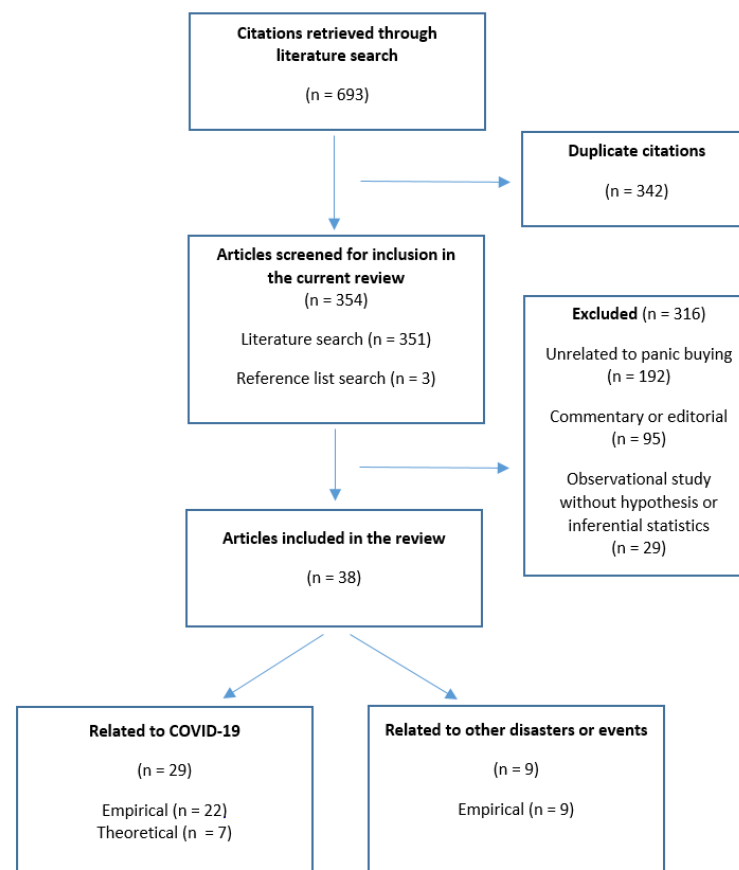 Citations retrieved through
literature search
(n = 693)
Duplicate citations
(n = 342)
Articles screened for inclusion in
the current review
(n = 354)
Literature search (n = 351)
Reference list search (n = 3)
Excluded (n = 316)
Unrelated to panic buying
(n = 192)
Commentary or editorial
(n = 95)
Observational study
without hypothesis or
inferential statistics
(n = 29)
Articles included in the review
(n = 38)
Related to COVID-19
(n = 29)
Empirical (n = 22)
Theoretical (n  = 7)
Related to other disasters or events
(n = 9)
Empirical (n = 9)